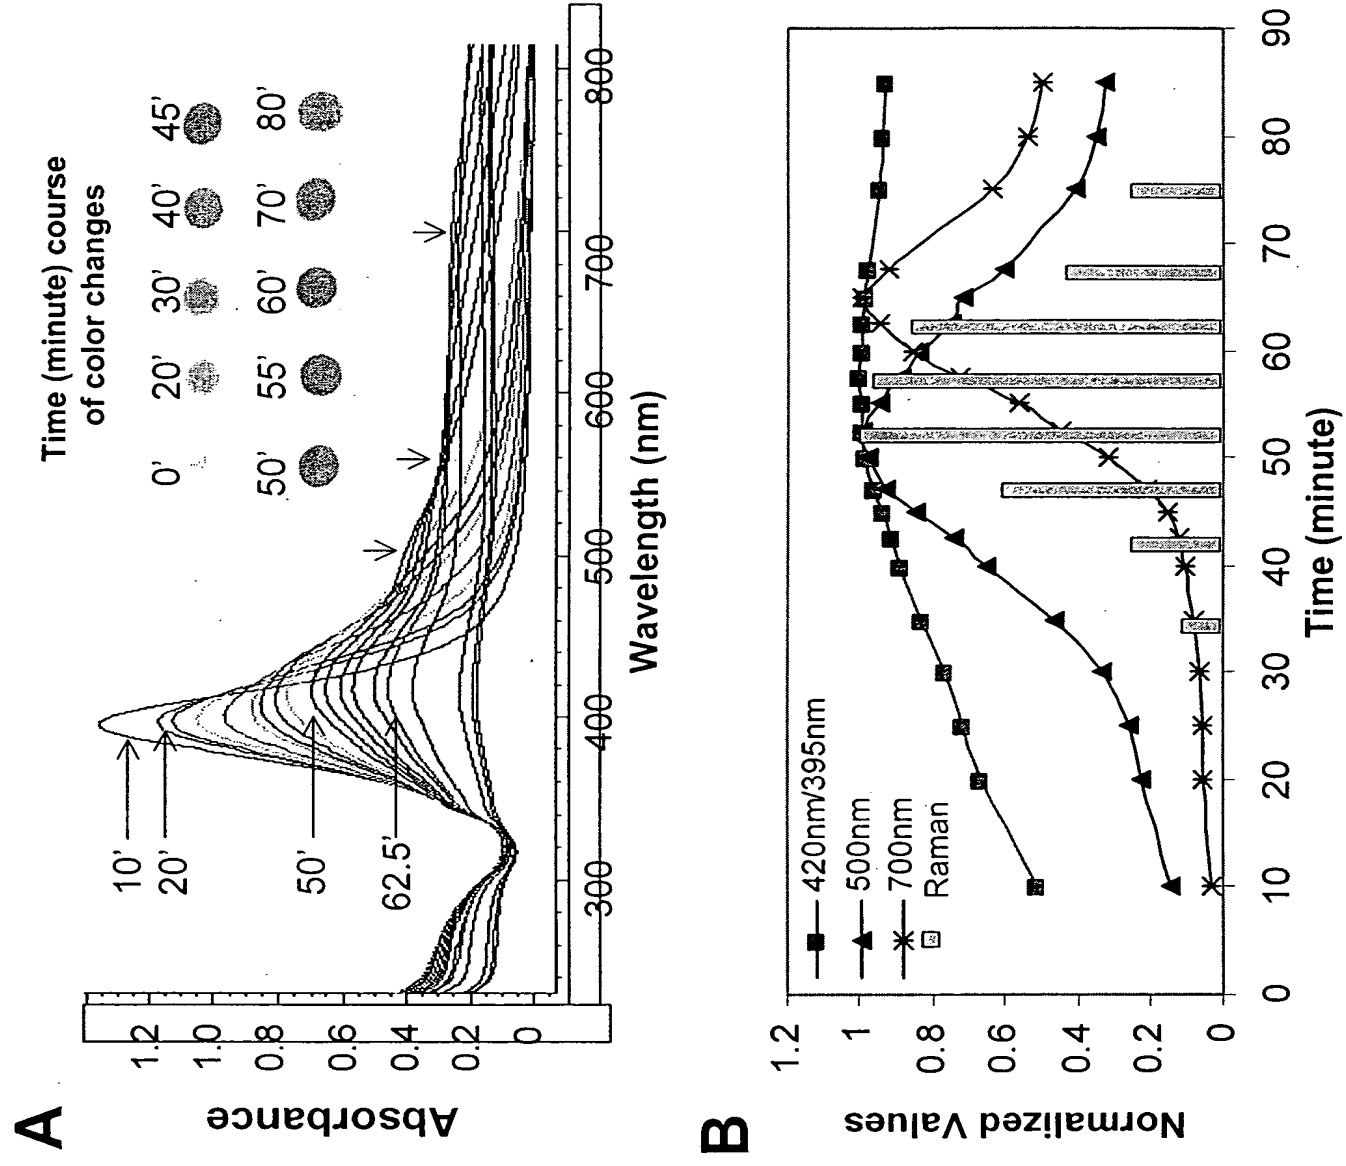 A
Time (minute) course
of color changes
0' 20' 30' 40' 45'
50' 55' 60' 70' 80'
10'
20'
50'
62.5'
Absorbance
1.2
1.0
0.8
0.6
0.4
0.2
0
300 400 500 600 700 800
Wavelength (nm)
B
420nm/395nm
500nm
700nm
Raman
Normalized Values
1.2
1
0.8
0.6
0.4
0.2
0
0 10 20 30 40 50 60 70 80 90
Time (minute)